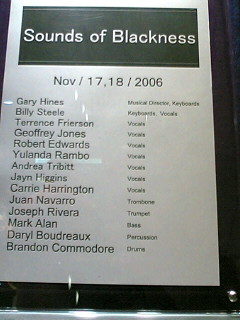 Sounds of Blackness
Nov / 17,18 / 2006
Gary Hines Musical Director, Keyboards
Billy Steele Keyboards, Vocals
Terrence Frierson Vocals
Geoffrey Jones Vocals
Robert Edwards Vocals
Yulanda Rambo Vocals
Andrea Tribitt Vocals
Jayn Higgins Vocals
Carrie Harrington Vocals
Juan Navarro Trombone
Joseph Rivera Trumpet
Mark Alan Bass
Daryl Boudreaux Percussion
Brandon Commodore Drums